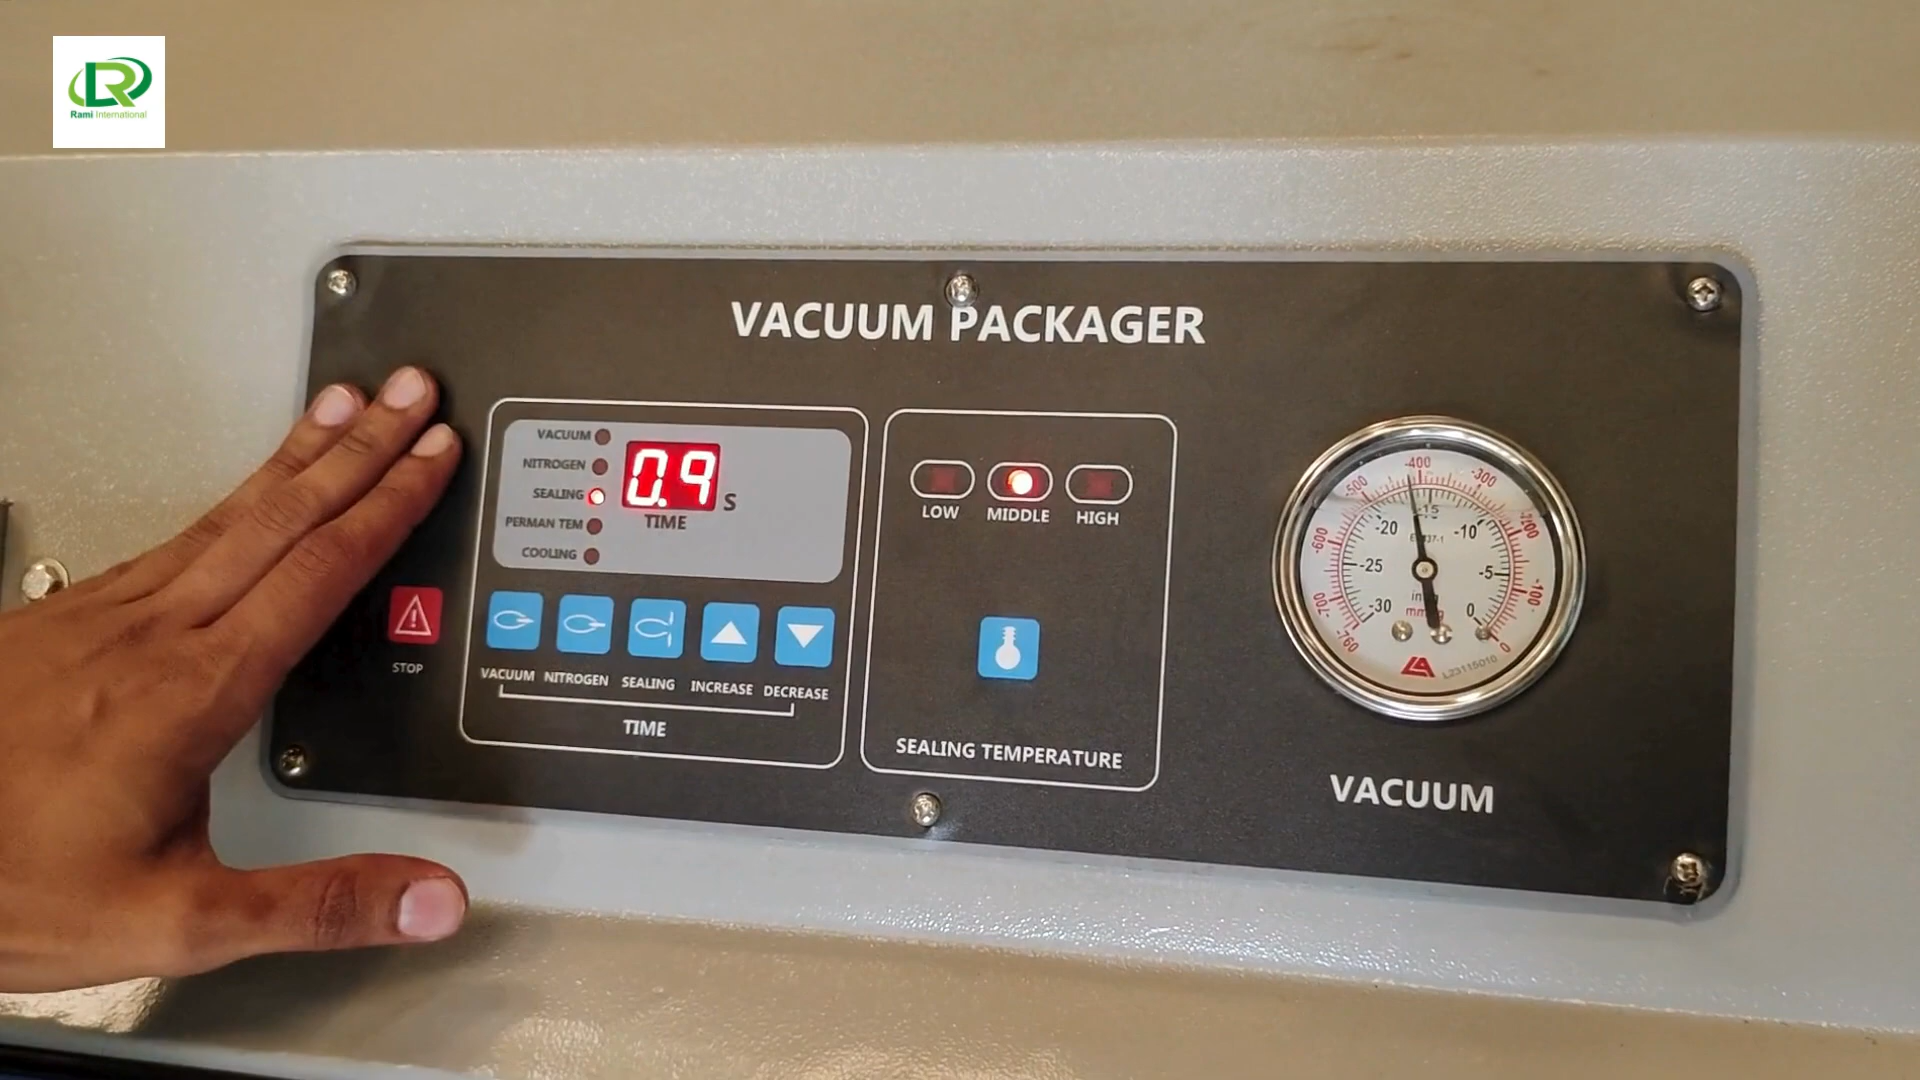 Rami International
VACUUM PACKAGER
VACUUM
NITROGEN
SEALING
PERMAN TEM
COOLING
0.9 S
TIME
STOP
VACUUM NITROGEN SEALING INCREASE DECREASE
TIME
LOW MIDDLE HIGH
SEALING TEMPERATURE
-400
-500 -300
-600 -200
-700 -100
-760 0
-15
-20 -10
-25 -5
-30 0
L23115010
VACUUM